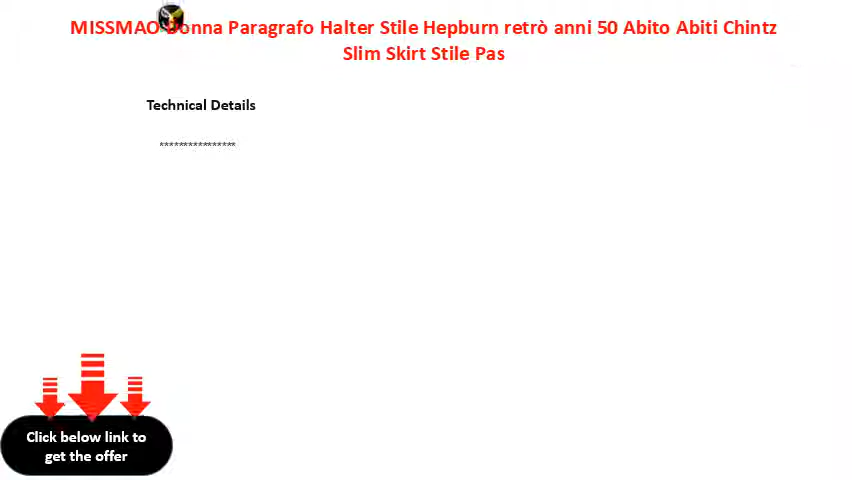 MISSMAO Donna Paragrafo Halter Stile Hepburn retrò anni 50 Abito Abiti Chintz
Slim Skirt Stile Pas
Technical Details
****************
Click below link to
get the offer